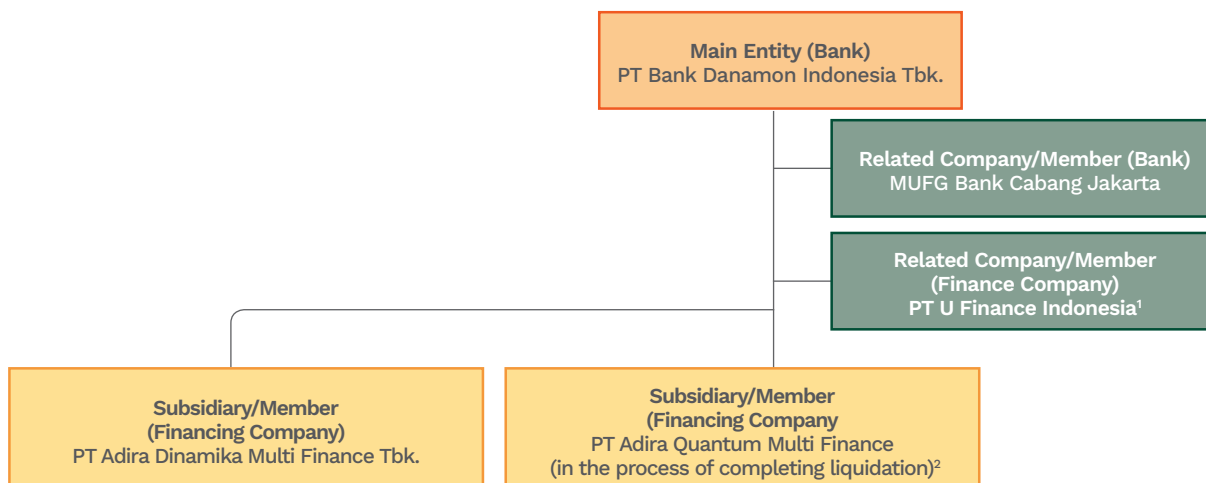 Main Entity (Bank)
PT Bank Danamon Indonesia Tbk.
Related Company/Member (Bank)
MUFG Bank Cabang Jakarta
Related Company/Member
(Finance Company)
PT U Finance Indonesia¹
Subsidiary/Member
(Financing Company)
PT Adira Dinamika Multi Finance Tbk.
Subsidiary/Member
(Financing Company
PT Adira Quantum Multi Finance
(in the process of completing liquidation)²